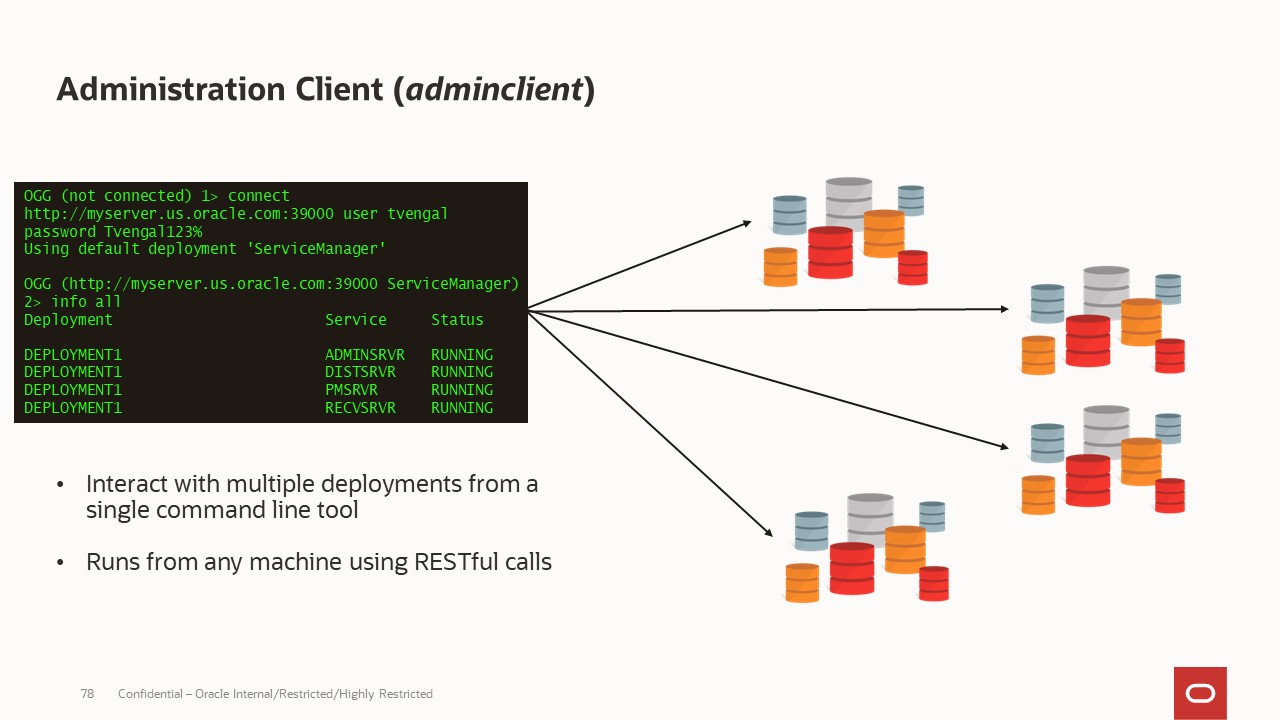 Administration Client (adminclient)
OGG (not connected) 1> connect
http://myserver.us.oracle.com:39000 user tvengal
password Tvengal123%
Using default deployment 'ServiceManager'
OGG (http://myserver.us.oracle.com:39000 ServiceManager)
2> info all
Deployment Service Status
DEPLOYMENT1 ADMINSRVR RUNNING
DEPLOYMENT1 DISTSRVR RUNNING
DEPLOYMENT1 PMSRVR RUNNING
DEPLOYMENT1 RECVSRVR RUNNING
• Interact with multiple deployments from a
single command line tool
• Runs from any machine using RESTful calls
78 Confidential – Oracle Internal/Restricted/Highly Restricted